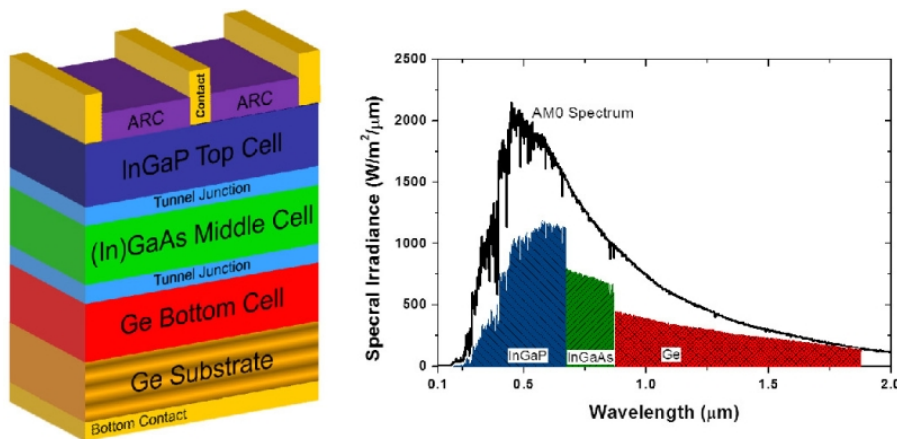 ARC
Contact
ARC
InGaP Top Cell
Tunnel Junction
(In)GaAs Middle Cell
Tunnel Junction
Ge Bottom Cell
Ge Substrate
Bottom Contact
Specral Irradiance (W/m²/µm)
2500
2000
1500
1000
500
0
AM0 Spectrum
InGaP
InGaAs
Ge
0.1
0.5
1.0
1.5
2.0
Wavelength (µm)